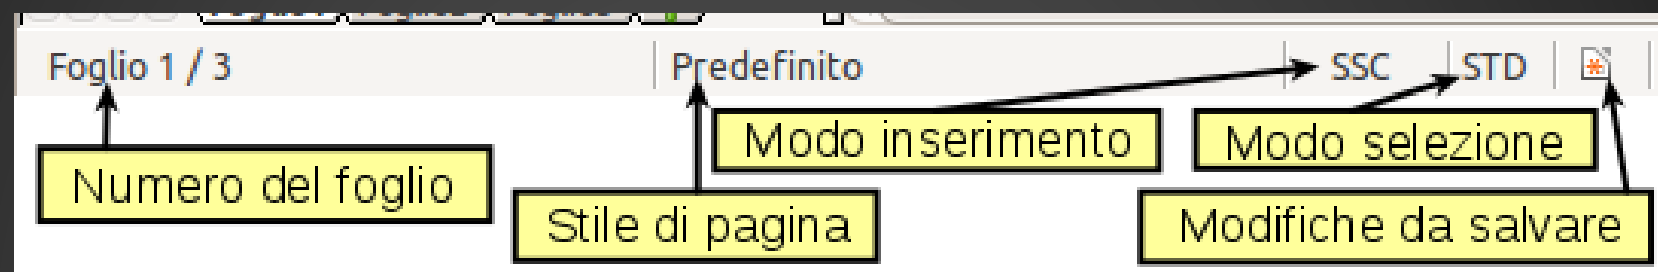 Foglio 1 / 3 Predefinito SSC STD
Modo inserimento Modo selezione
Numero del foglio
Stile di pagina Modifiche da salvare